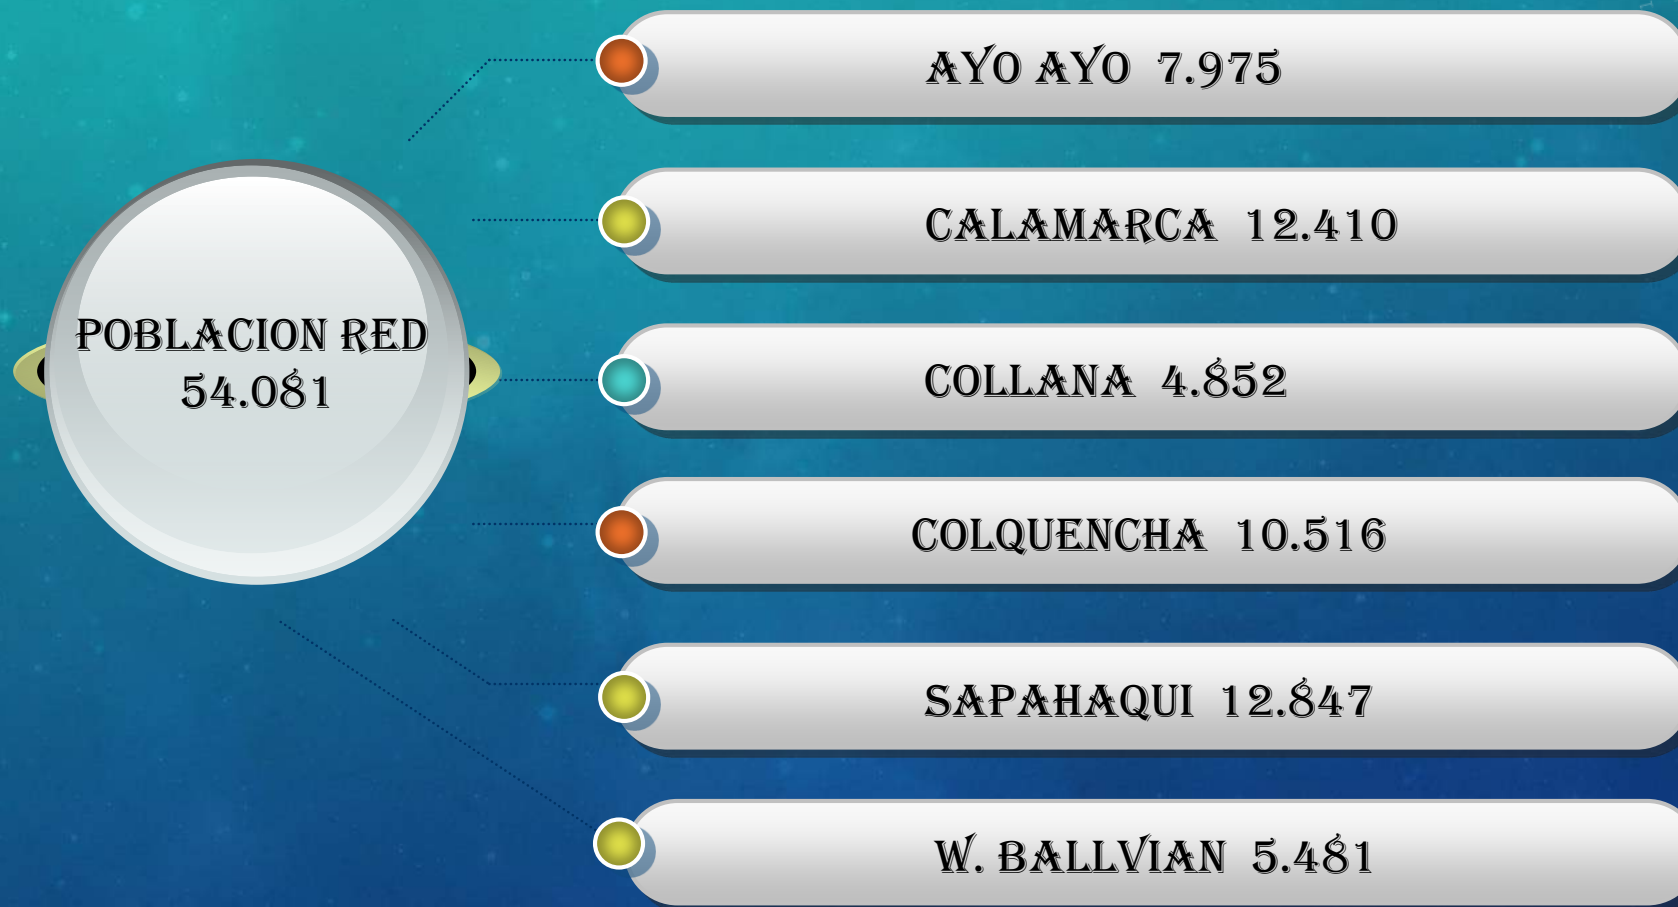 POBLACION RED
54.081
AYO AYO 7.975
CALAMARCA 12.410
COLLANA 4.852
COLQUENCHA 10.516
SAPAHAQUI 12.847
W. BALLVIAN 5.481